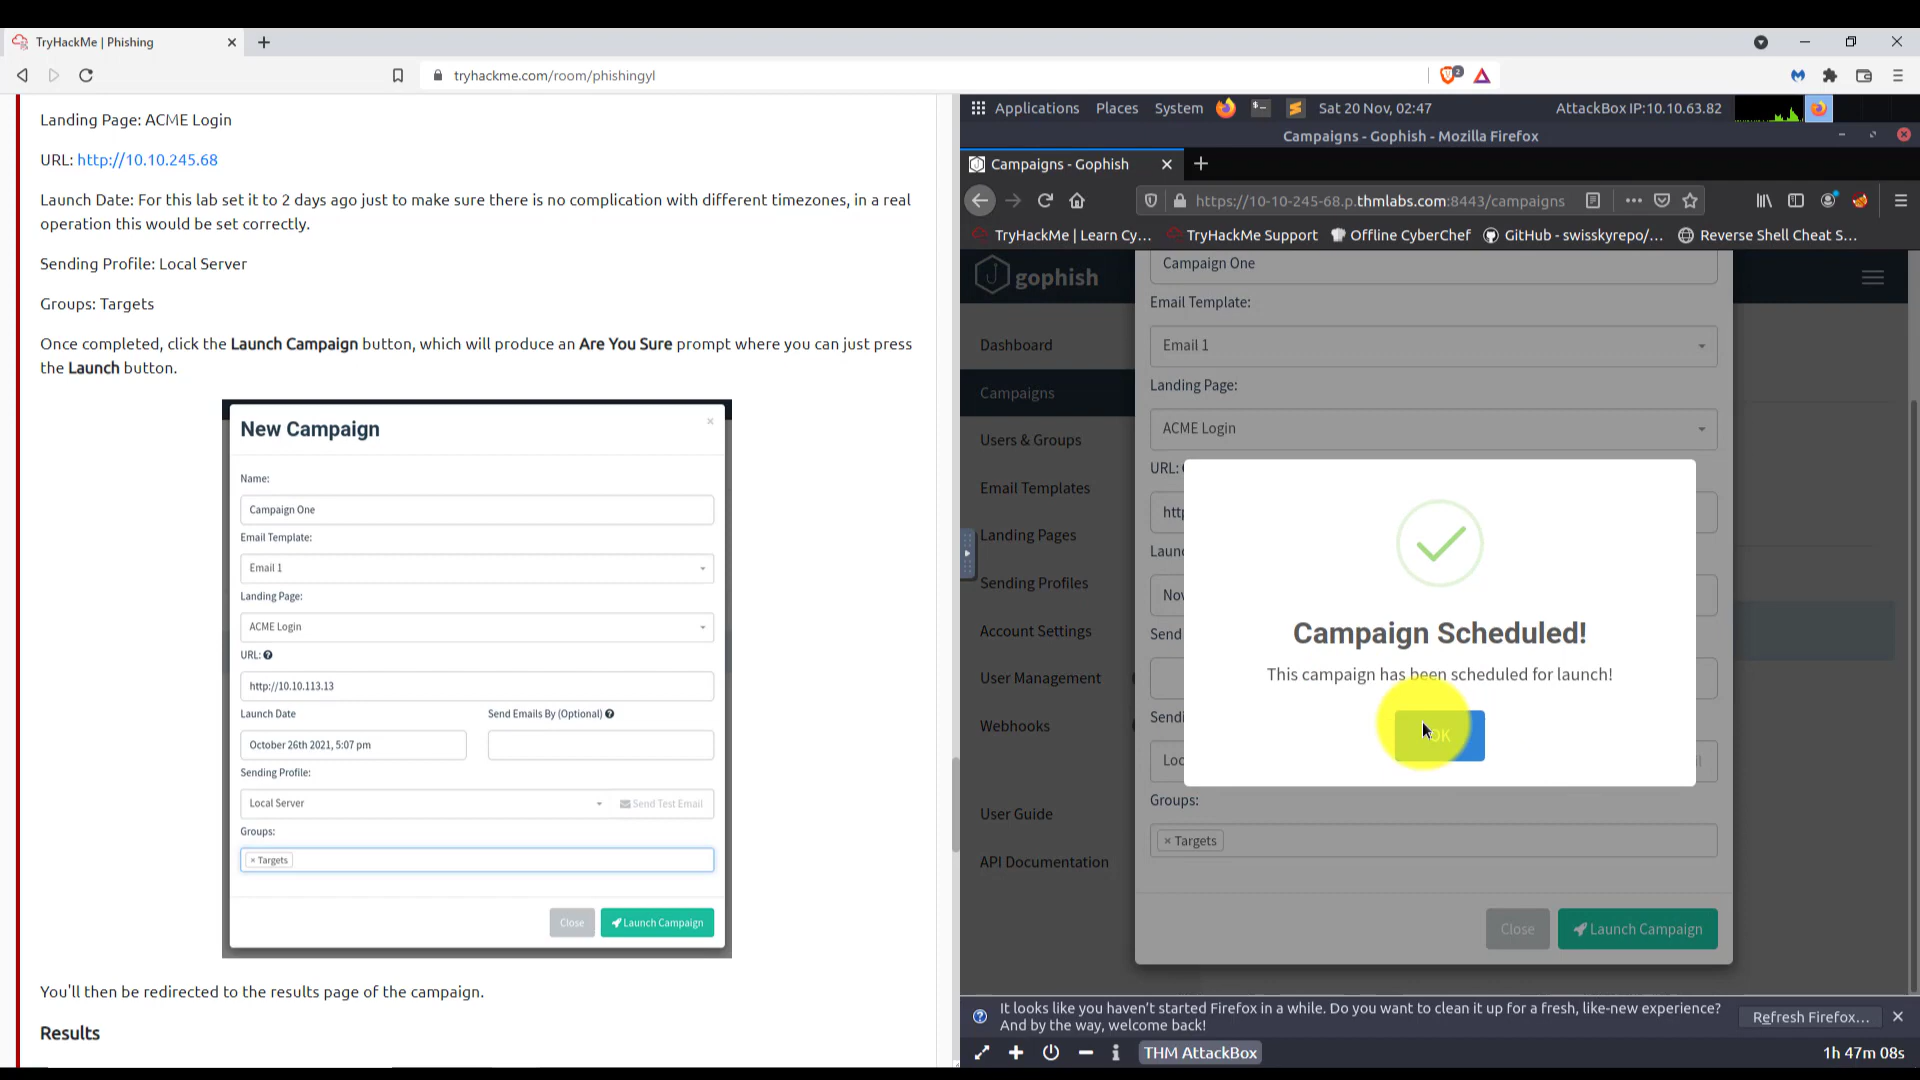 TryHackMe | Phishing
tryhackme.com/room/phishingyl
2
Landing Page: ACME Login
URL: http://10.10.245.68
Launch Date: For this lab set it to 2 days ago just to make sure there is no complication with different timezones, in a real
operation this would be set correctly.
Sending Profile: Local Server
Groups: Targets
Once completed, click the Launch Campaign button, which will produce an Are You Sure prompt where you can just press
the Launch button.
New Campaign
Name:
Campaign One
Email Template:
Email 1
Landing Page:
ACME Login
URL:
http://10.10.113.13
Launch Date
Send Emails By (Optional)
October 26th 2021, 5:07 pm
Sending Profile:
Local Server
Send Test Email
Groups:
× Targets
Close
Launch Campaign
You'll then be redirected to the results page of the campaign.
Results
Applications Places System
Sat 20 Nov, 02:47
AttackBox IP:10.10.63.82
Campaigns - Gophish - Mozilla Firefox
Campaigns - Gophish
https://10-10-245-68.p.thmlabs.com:8443/campaigns
TryHackMe | Learn Cy... TryHackMe Support Offline CyberChef GitHub - swisskyrepo/... Reverse Shell Cheat S...
gophish
Dashboard
Campaigns
Users & Groups
Email Templates
Landing Pages
Sending Profiles
Account Settings
User Management
Webhooks
User Guide
API Documentation
Campaign One
Email Template:
Email 1
Landing Page:
ACME Login
URL:
http
Laun
Nov
Send
Sendi
Loc
Groups:
× Targets
Close
Launch Campaign
Campaign Scheduled!
This campaign has been scheduled for launch!
OK
It looks like you haven't started Firefox in a while. Do you want to clean it up for a fresh, like-new experience?
And by the way, welcome back!
Refresh Firefox...
THM AttackBox
1h 47m 08s